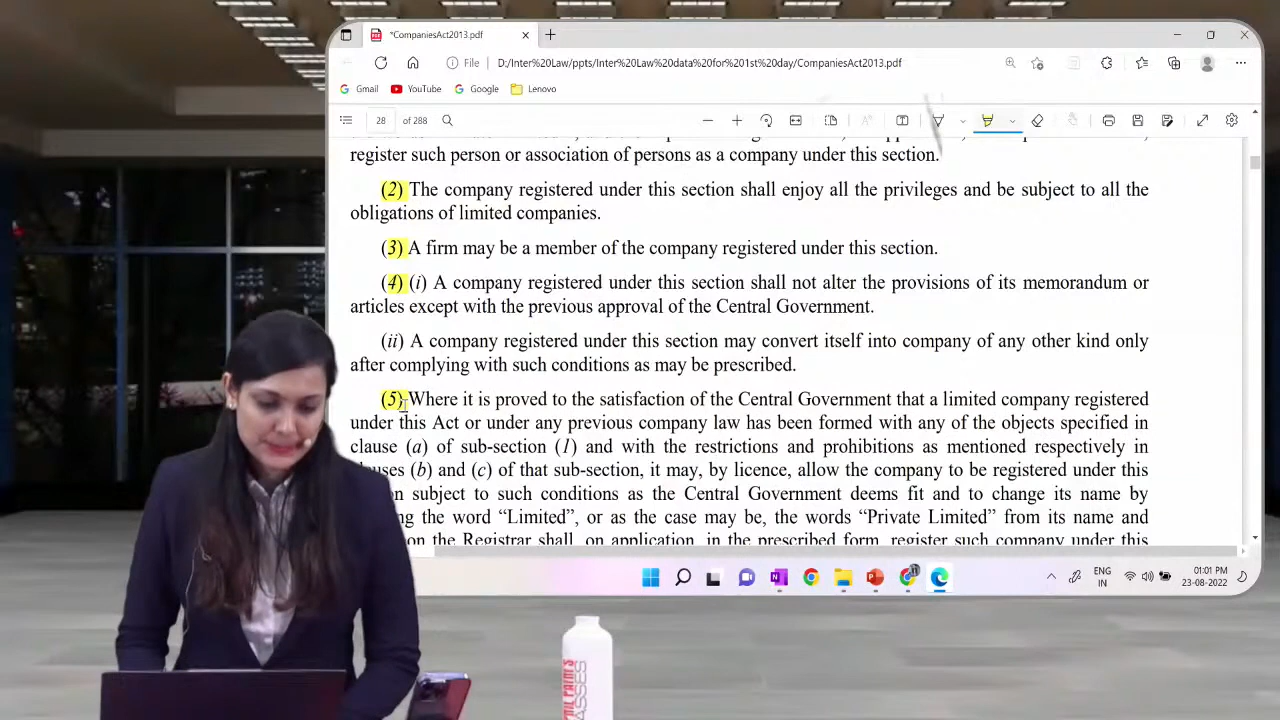 *CompaniesAct2013.pdf
File D:/Inter%20Law/ppts/Inter%20Law%20data%20for%201st%20day/CompaniesAct2013.pdf
Gmail YouTube Google Lenovo
28 of 288
register such person or association of persons as a company under this section.
(2) The company registered under this section shall enjoy all the privileges and be subject to all the
obligations of limited companies.
(3) A firm may be a member of the company registered under this section.
(4) (i) A company registered under this section shall not alter the provisions of its memorandum or
articles except with the previous approval of the Central Government.
(ii) A company registered under this section may convert itself into company of any other kind only
after complying with such conditions as may be prescribed.
(5) Where it is proved to the satisfaction of the Central Government that a limited company registered
under this Act or under any previous company law has been formed with any of the objects specified in
clause (a) of sub-section (1) and with the restrictions and prohibitions as mentioned respectively in
(b) and (c) of that sub-section, it may, by licence, allow the company to be registered under this
subject to such conditions as the Central Government deems fit and to change its name by
the word “Limited”, or as the case may be, the words “Private Limited” from its name and
on the Registrar shall, on application, in the prescribed form, register such company under this
ENG
IN
01:01 PM
23-08-2022